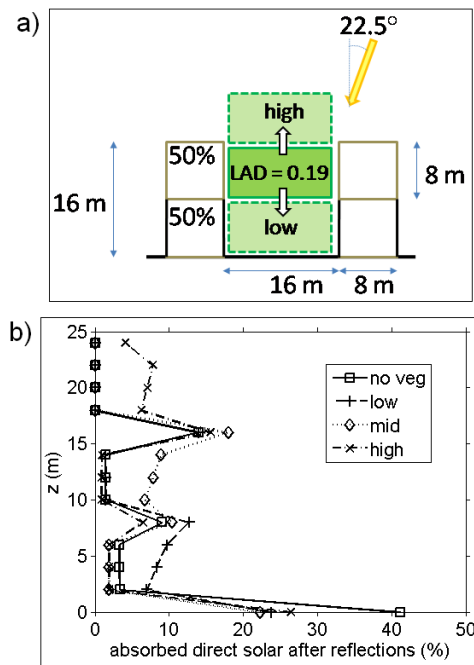 a)
22.5°
high
50%
LAD = 0.19
8 m
16 m
50%
low
16 m
8 m
b)
25
20
15
10
5
0
z (m)
no veg
low
mid
high
0
10
20
30
40
50
absorbed direct solar after reflections (%)